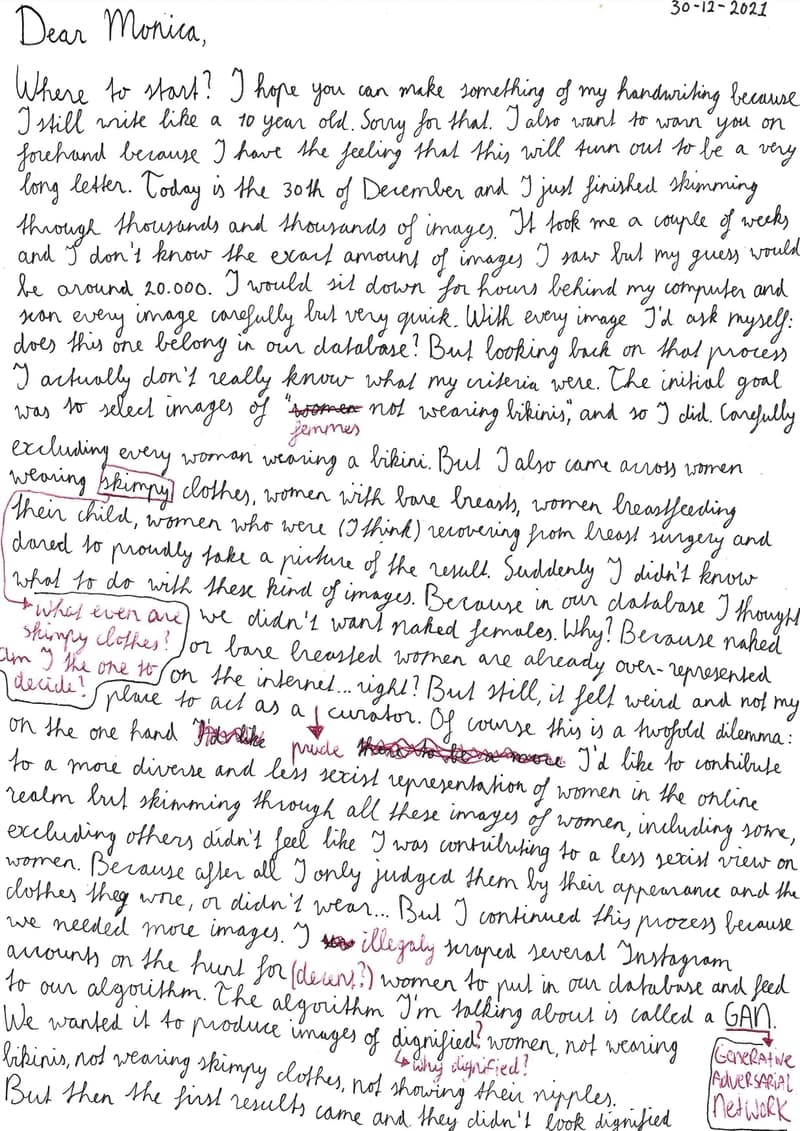 30-12-2021
Dear Monica,
Where to start? I hope you can make something of my handwriting because
I still write like a 10 year old. Sorry for that. I also want to warn you on
forehand because I have the feeling that this will turn out to be a very
long letter. Today is the 30th of December and I just finished skimming
through thousands and thousands of images. It took me a couple of weeks
and I don't know the exact amount of images I saw but my guess would
be around 20.000. I would sit down for hours behind my computer and
scan every image carefully but very quick. With every image I'd ask myself:
does this one belong in our database? But looking back on that process
I actually don't really know what my criteria were. The initial goal
was to select images of "women not wearing bikinis", and so I did. Carefully
femmes
excluding every woman wearing a bikini. But I also came across women
wearing skimpy clothes, women with bare breasts, women breastfeeding
their child, women who were (I think) recovering from breast surgery and
dared to proudly take a picture of the result. Suddenly I didn't know
what to do with these kind of images. Because in our database I thought
we didn't want naked females. Why? Because naked
or bare breasted women are already over-represented
on the internet... right? But still, it felt weird and not my
place to act as a curator. Of course this is a twofold dilemma:
What even are
skimpy clothes?
Am I the one to
decide?
prude
on the one hand I'd like there to be a more I'd like to contribute
to a more diverse and less sexist representation of women in the online
realm but skimming through all these images of women, including some,
excluding others didn't feel like I was contributing to a less sexist view on
women. Because after all I only judged them by their appearance and the
clothes they wore, or didn't wear... But I continued this process because
we needed more images. I illegaly scraped several Instagram
accounts on the hunt for (decent?) women to put in our database and feed
to our algorithm. The algorithm I'm talking about is called a GAN.
We wanted it to produce images of dignified? women, not wearing
why dignified?
bikinis, not wearing skimpy clothes, not showing their nipples.
But then the first results came and they didn't look dignified
GENERATIVE
ADVERSARIAL
NETWORK